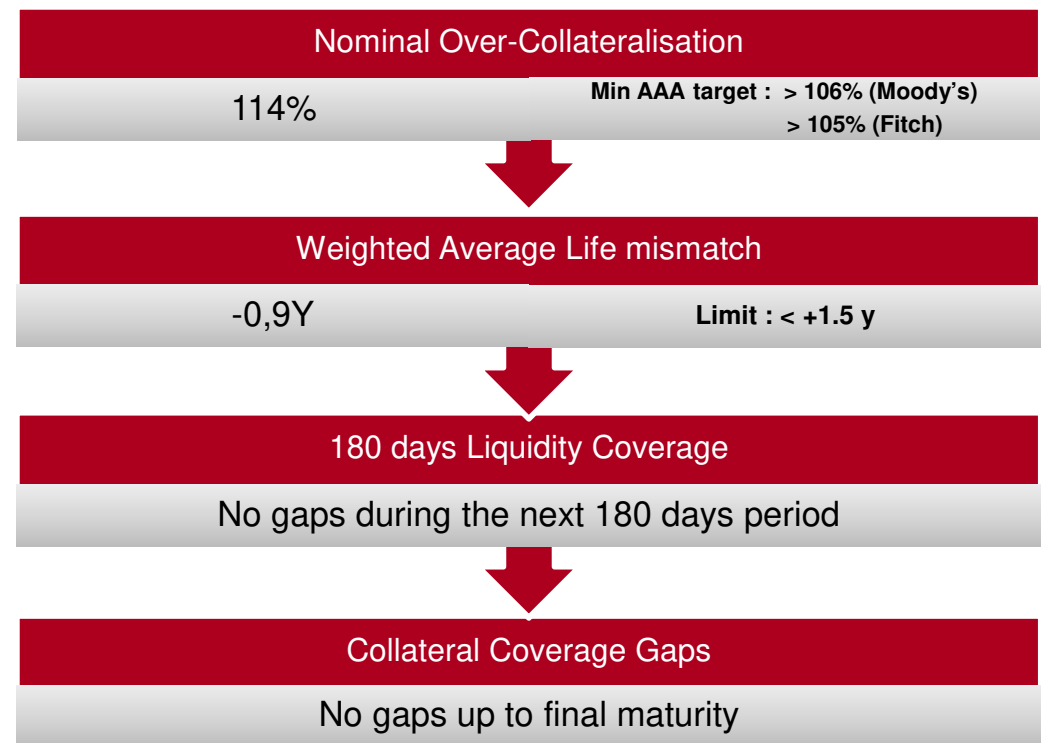 Nominal Over-Collateralisation
114%
Min AAA target : > 106% (Moody's)
> 105% (Fitch)
Weighted Average Life mismatch
-0,9Y
Limit : < +1.5 y
180 days Liquidity Coverage
No gaps during the next 180 days period
Collateral Coverage Gaps
No gaps up to final maturity